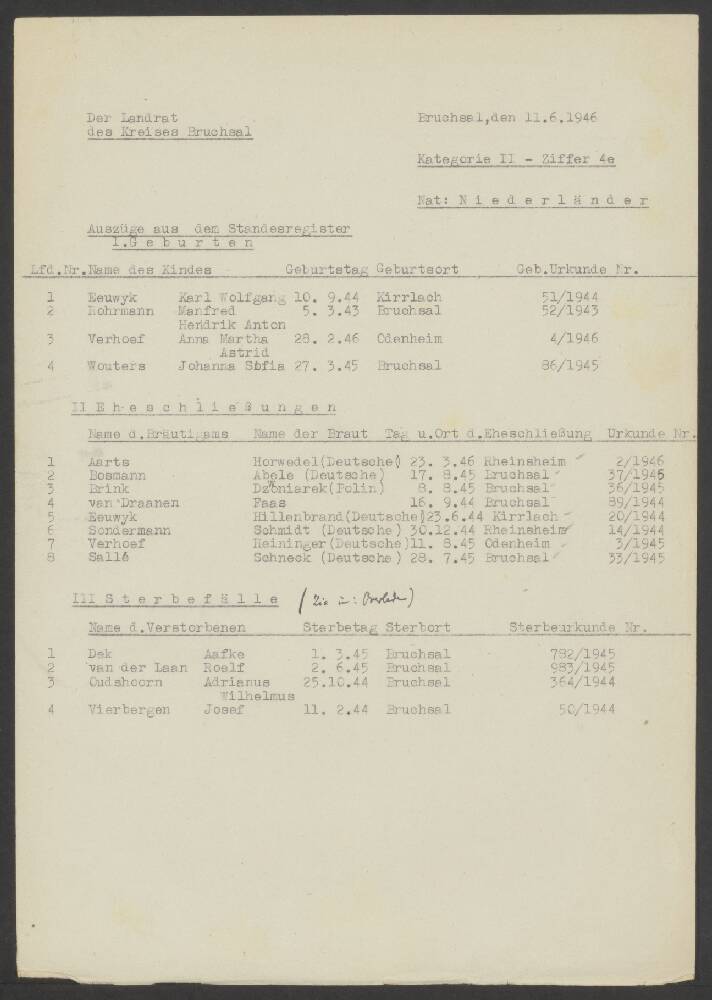 Der Landrat
des Kreises Bruchsal
Bruchsal,den 11.6.1946
Kategorie II - Ziffer 4e
Nat: N i e d e r l ä n d e r
Auszüge aus dem Standesregister
I.G e b u r t e n
Lfd.Nr.Name des Kindes Geburtstag Geburtsort Geb.Urkunde Nr.
1 Eeuwyk Karl Wolfgang 10. 9.44 Kirrlach 51/1944
2 Rohrmann Manfred 5. 3.43 Bruchsal 52/1943
Hendrik Anton
3 Verhoef Anna Martha 28. 2.46 Odenheim 4/1946
Astrid
4 Wouters Johanna Sofia 27. 3.45 Bruchsal 86/1945
II E h e s c h l i e ß u n g e n
Name d.Bräutigams Name der Braut Tag u.Ort d.Eheschließung Urkunde Nr.
1 Aarts Horwedel(Deutsche) 23. 3.46 Rheinsheim 2/1946
2 Bosmann Abele (Deutsche) 17. 8.45 Bruchsal 37/1945
3 Brink (Polin) 8. 8.45 Bruchsal 36/1945
4 van Draanen Faas 16. 9.44 Bruchsal 89/1944
5 Eeuwyk Hillenbrand(Deutsche)23.6.44 Kirrlach 20/1944
6 Sondermann Schmidt (Deutsche) 30.12.44 Rheinsheim 14/1944
7 Verhoef Heininger(Deutsche)11. 8.45 Odenheim 3/1945
8 Sallé Schneck (Deutsche) 28. 7.45 Bruchsal 33/1945
III S t e r b e f ä l l e (Zie in: )
Name d.Verstorbenen Sterbetag Sterbort Sterbeurkunde Nr.
1 Dek Aafke 1. 3.45 Bruchsal 782/1945
2 van der Laan Roelf 2. 6.45 Bruchsal 983/1945
3 Oudshoorn Adrianus 25.10.44 Bruchsal 364/1944
Wilhelmus
4 Vierbergen Josef 11. 2.44 Bruchsal 50/1944